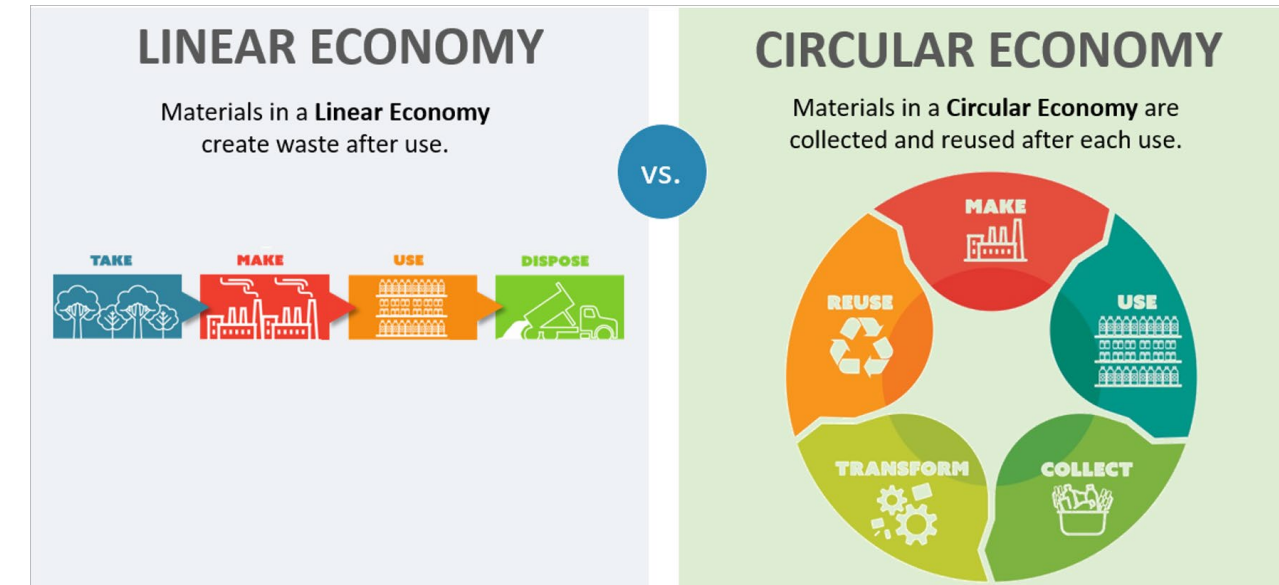 LINEAR ECONOMY
Materials in a Linear Economy
create waste after use.
TAKE
MAKE
USE
DISPOSE
vs.
CIRCULAR ECONOMY
Materials in a Circular Economy are
collected and reused after each use.
MAKE
USE
COLLECT
TRANSFORM
REUSE